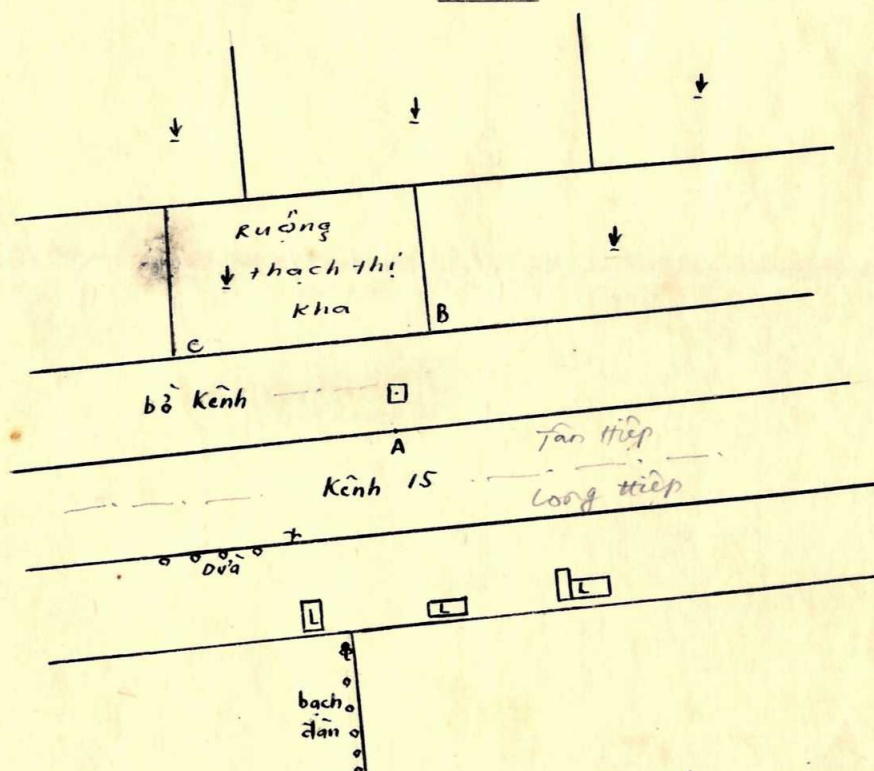 Ruộng
thạch thị
kha
B
C
bờ Kênh
A
Tân Hiệp
Kênh 15
Long Hiệp
Dừa
L
L
L
bạch
đàn